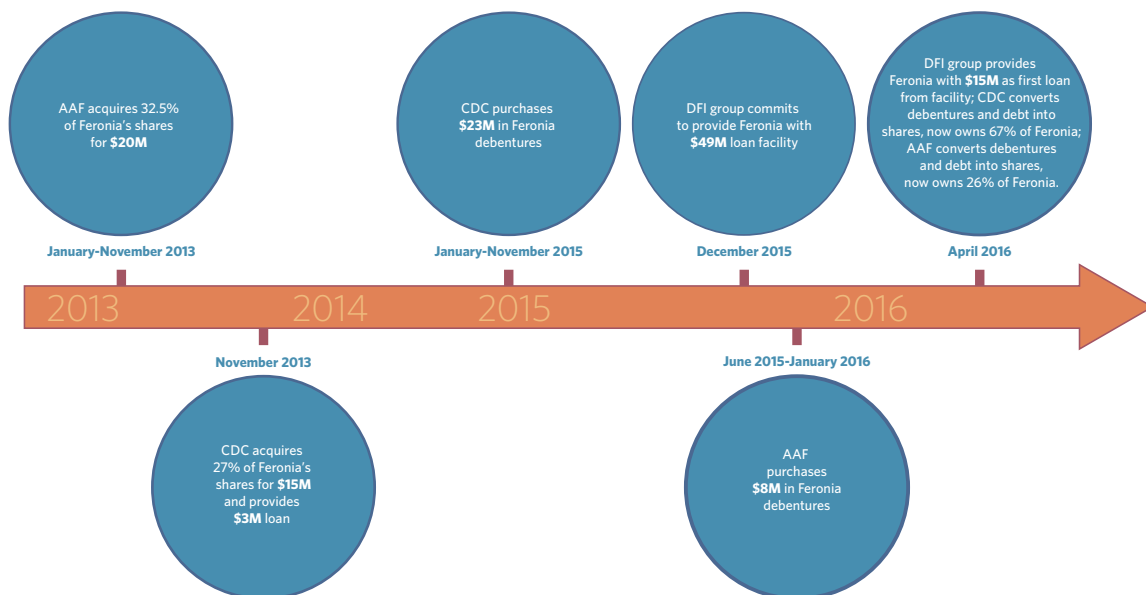 AAF acquires 32.5%
of Feronia's shares
for $20M
January-November 2013
CDC purchases
$23M in Feronia
debentures
January-November 2015
DFI group commits
to provide Feronia with
$49M loan facility
December 2015
DFI group provides
Feronia with $15M as first loan
from facility; CDC converts
debentures and debt into
shares, now owns 67% of Feronia;
AAF converts debentures
and debt into shares,
now owns 26% of Feronia.
April 2016
2013
2014
2015
2016
November 2013
CDC acquires
27% of Feronia's
shares for $15M
and provides
$3M loan
June 2015-January 2016
AAF
purchases
$8M in Feronia
debentures